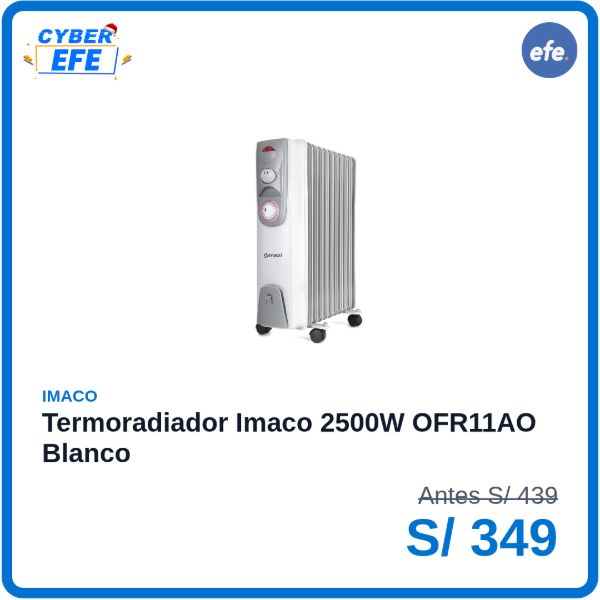 CYBER
EFE
efe.
imaco
IMACO
Termoradiador Imaco 2500W OFR11AO
Blanco
Antes S/ 439
S/ 349